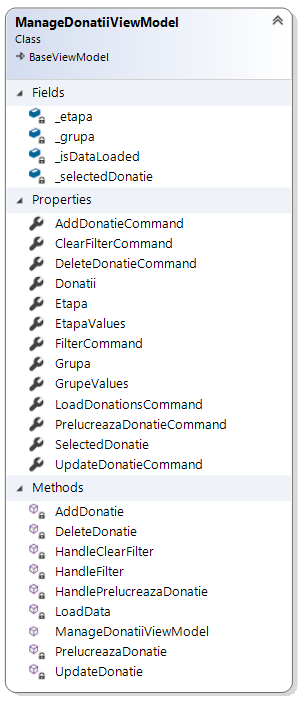 ManageDonatiiViewModel
Class
BaseViewModel
Fields
_etapa
_grupa
_isDataLoaded
_selectedDonatie
Properties
AddDonatieCommand
ClearFilterCommand
DeleteDonatieCommand
Donatii
Etapa
EtapaValues
FilterCommand
Grupa
GrupeValues
LoadDonationsCommand
PrelucreazaDonatieCommand
SelectedDonatie
UpdateDonatieCommand
Methods
AddDonatie
DeleteDonatie
HandleClearFilter
HandleFilter
HandlePrelucreazaDonatie
LoadData
ManageDonatiiViewModel
PrelucreazaDonatie
UpdateDonatie